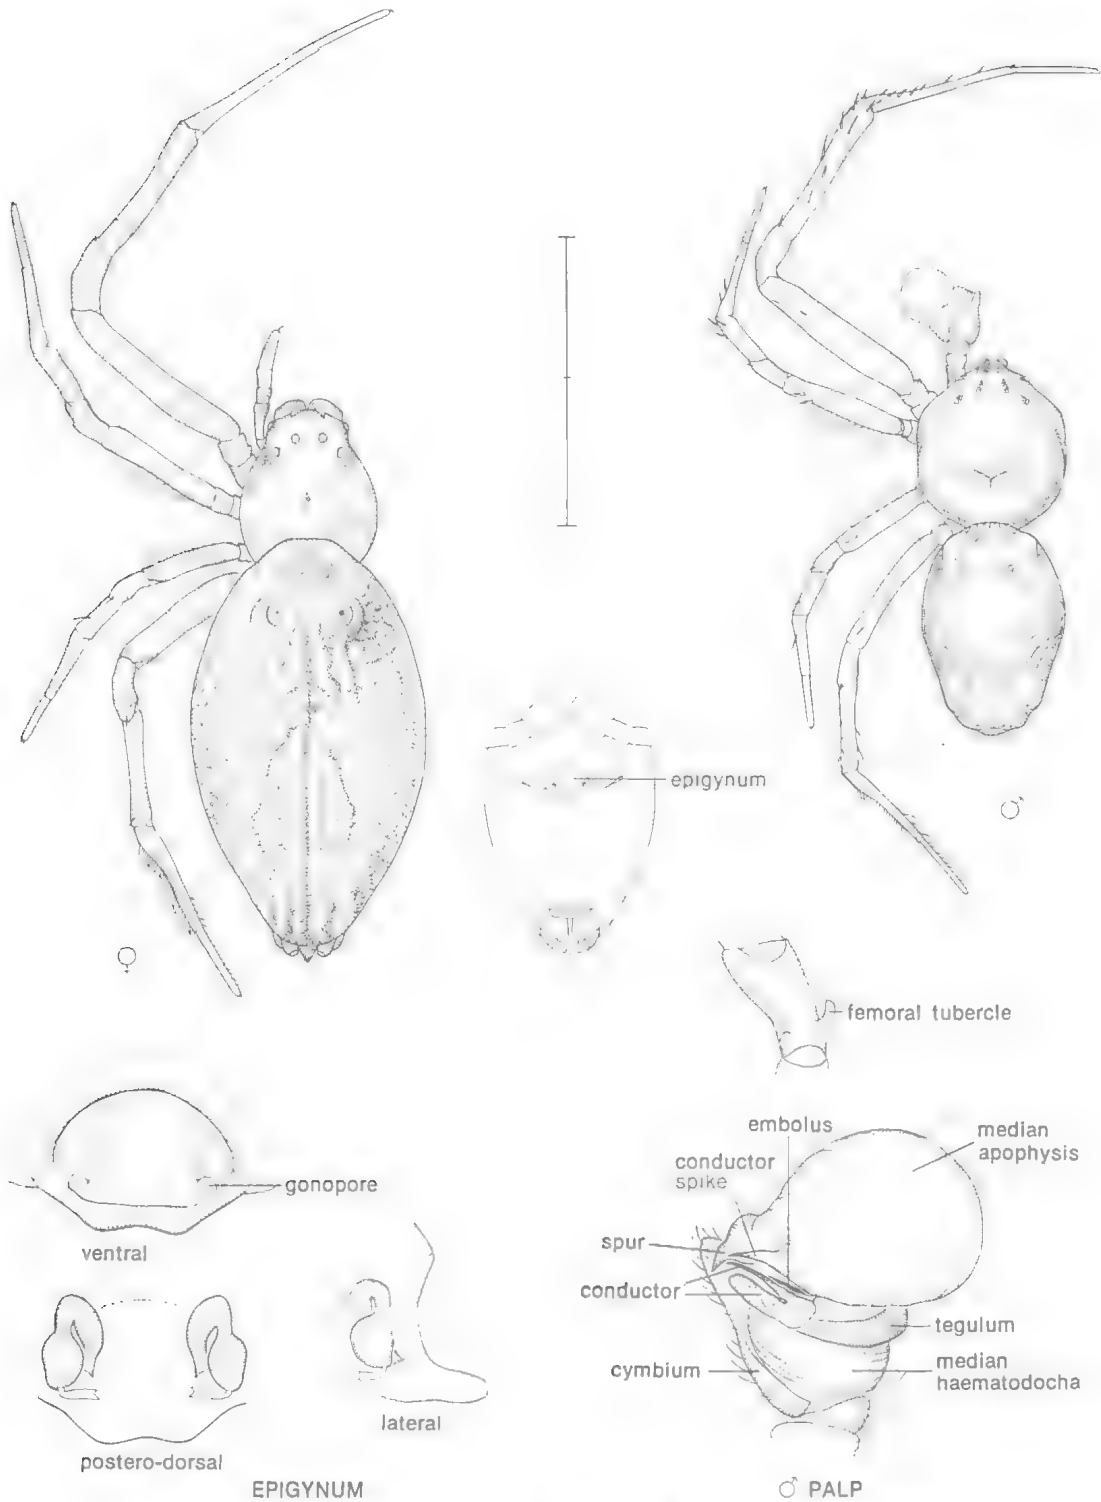 epigynum
♂
♀
femoral tubercle
embolus
median
apophysis
conductor
spike
gonopore
spur
ventral
conductor
tegulum
cymbium
median
haematodocha
lateral
postero-dorsal
EPIGYNUM
♂ PALP